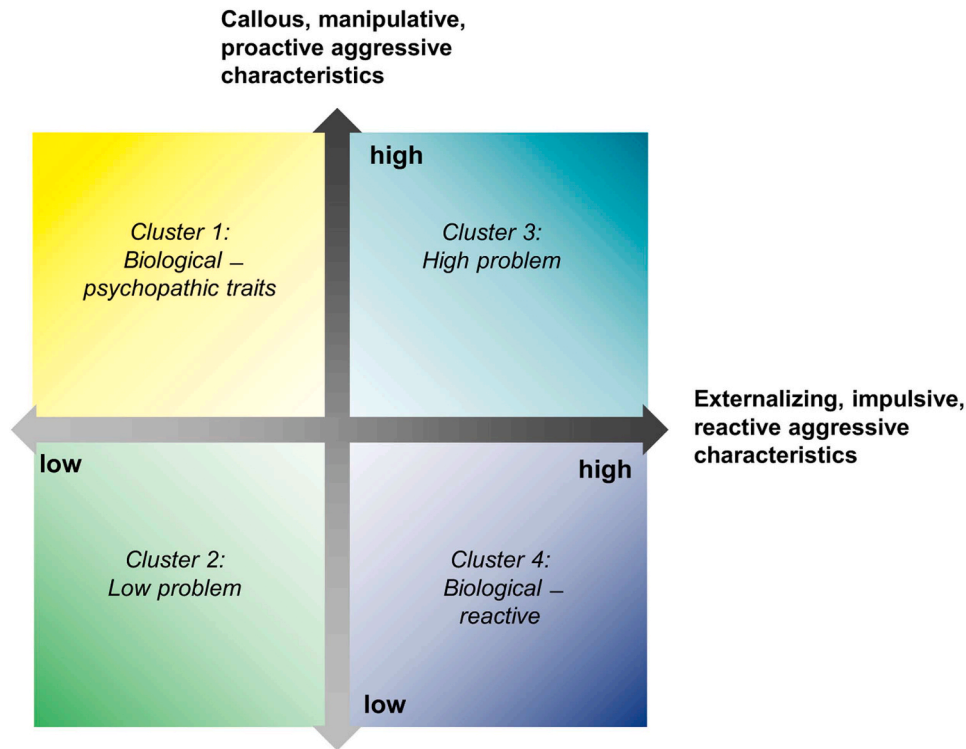 Callous, manipulative,
proactive aggressive
characteristics
high
Cluster 1:
Biological –
psychopathic traits
Cluster 3:
High problem
Externalizing, impulsive,
reactive aggressive
characteristics
low
high
Cluster 2:
Low problem
Cluster 4:
Biological –
reactive
low